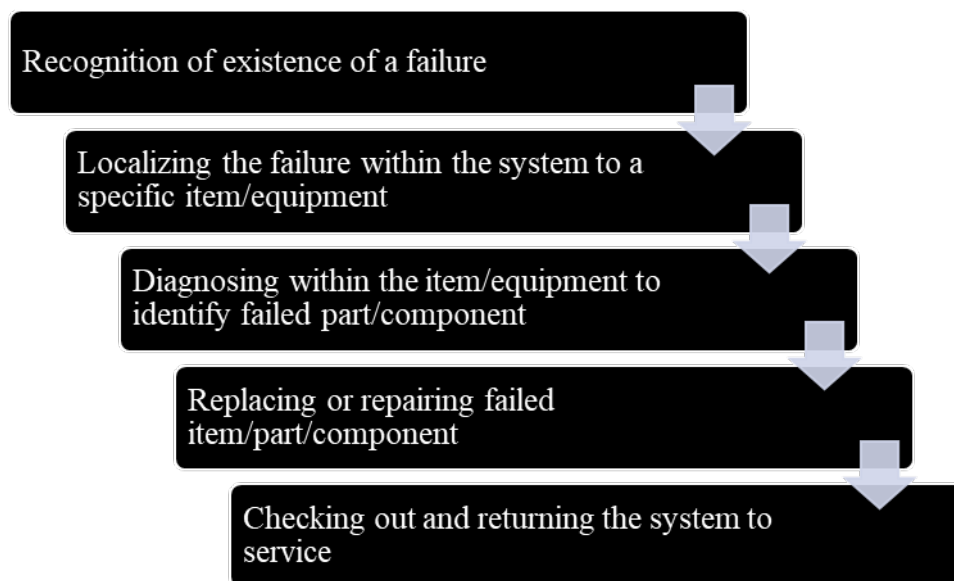 Recognition of existence of a failure
Localizing the failure within the system to a
specific item/equipment
Diagnosing within the item/equipment to
identify failed part/component
Replacing or repairing failed
item/part/component
Checking out and returning the system to
service